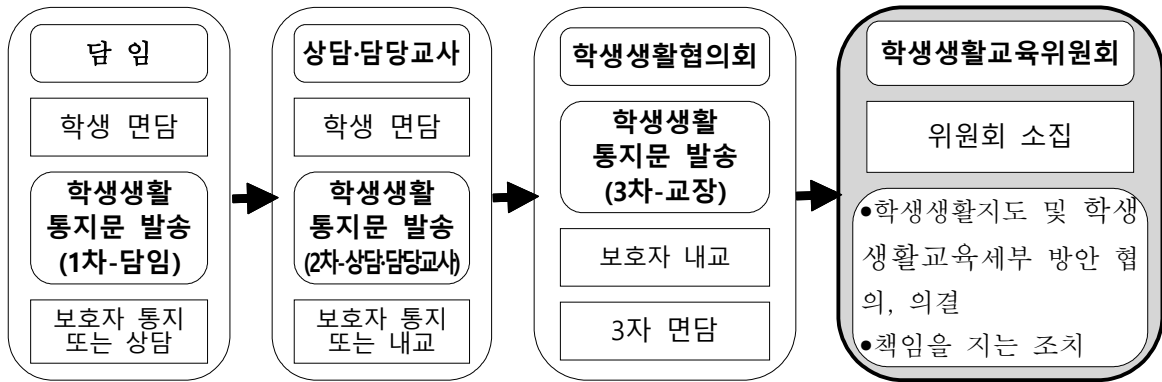 담 임
학생 면담
학생생활
통지문 발송
(1차-담임)
보호자 통지
또는 상담
상담·담당교사
학생 면담
학생생활
통지문 발송
(2차-상담·담당교사)
보호자 통지
또는 내교
학생생활협의회
학생생활
통지문 발송
(3차-교장)
보호자 내교
3자 면담
학생생활교육위원회
위원회 소집
●학생생활지도 및 학생
생활교육세부 방안 협
의, 의결
●책임을 지는 조치